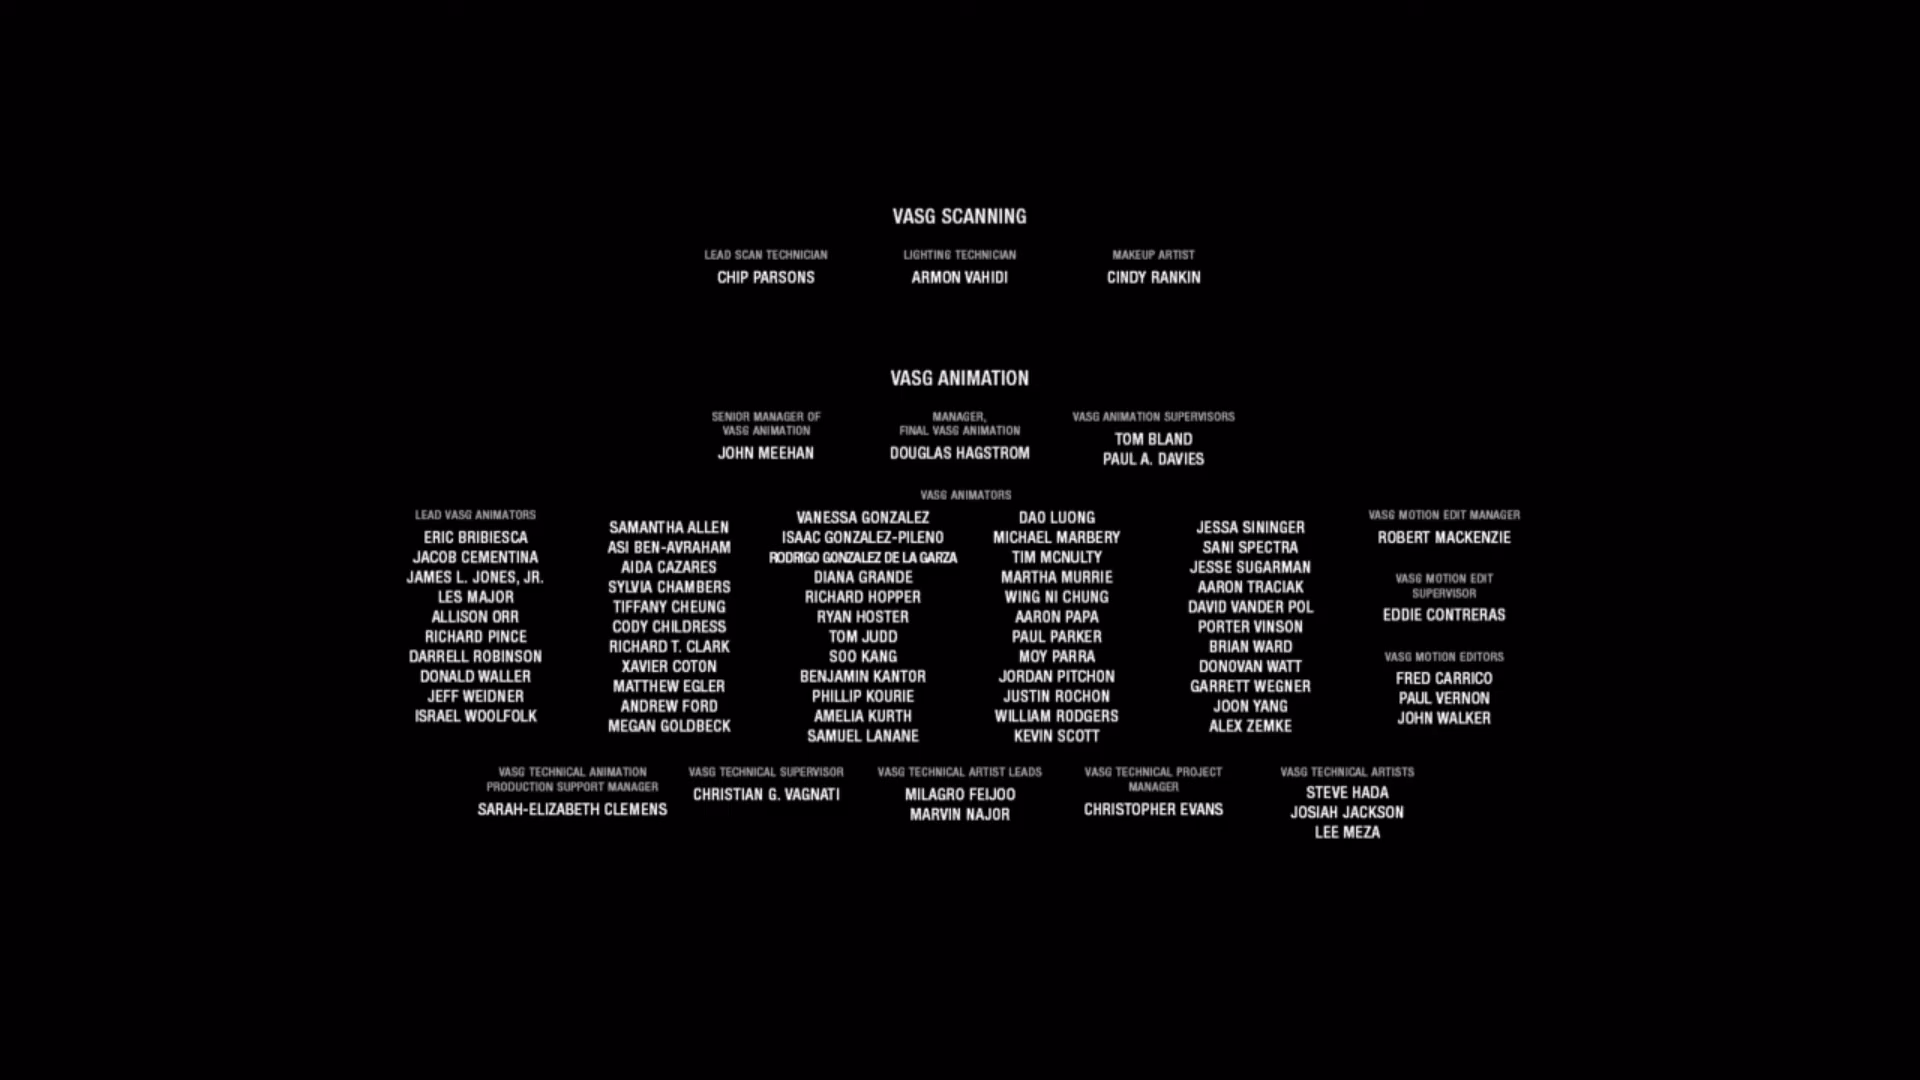 VASG SCANNING
LEAD SCAN TECHNICIAN
CHIP PARSONS
LIGHTING TECHNICIAN
ARMON VAHIDI
MAKEUP ARTIST
CINDY RANKIN
VASG ANIMATION
SENIOR MANAGER OF
VASG ANIMATION
JOHN MEEHAN
MANAGER,
FINAL VASG ANIMATION
DOUGLAS HAGSTROM
VASG ANIMATION SUPERVISORS
TOM BLAND
PAUL A. DAVIES
LEAD VASG ANIMATORS
ERIC BRIBIESCA
JACOB CEMENTINA
JAMES L. JONES, JR.
LES MAJOR
ALLISON ORR
RICHARD PINCE
DARRELL ROBINSON
DONALD WALLER
JEFF WEIDNER
ISRAEL WOOLFOLK
VASG ANIMATORS
SAMANTHA ALLEN
ASI BEN-AVRAHAM
AIDA CAZARES
SYLVIA CHAMBERS
TIFFANY CHEUNG
CODY CHILDRESS
RICHARD T. CLARK
XAVIER COTON
MATTHEW EGLER
ANDREW FORD
MEGAN GOLDBECK
VANESSA GONZALEZ
ISAAC GONZALEZ-PILENO
RODRIGO GONZALEZ DE LA GARZA
DIANA GRANDE
RICHARD HOPPER
RYAN HOSTER
TOM JUDD
SOO KANG
BENJAMIN KANTOR
PHILLIP KOURIE
AMELIA KURTH
SAMUEL LANANE
DAO LUONG
MICHAEL MARBERY
TIM MCNULTY
MARTHA MURRIE
WING NI CHUNG
AARON PAPA
PAUL PARKER
MOY PARRA
JORDAN PITCHON
JUSTIN ROCHON
WILLIAM RODGERS
KEVIN SCOTT
JESSA SININGER
SANI SPECTRA
JESSE SUGARMAN
AARON TRACIAK
DAVID VANDER POL
PORTER VINSON
BRIAN WARD
DONOVAN WATT
GARRETT WEGNER
JOON YANG
ALEX ZEMKE
VASG MOTION EDIT MANAGER
ROBERT MACKENZIE
VASG MOTION EDIT
SUPERVISOR
EDDIE CONTRERAS
VASG MOTION EDITORS
FRED CARRICO
PAUL VERNON
JOHN WALKER
VASG TECHNICAL ANIMATION
PRODUCTION SUPPORT MANAGER
SARAH-ELIZABETH CLEMENS
VASG TECHNICAL SUPERVISOR
CHRISTIAN G. VAGNATI
VASG TECHNICAL ARTIST LEADS
MILAGRO FEIJOO
MARVIN NAJOR
VASG TECHNICAL PROJECT
MANAGER
CHRISTOPHER EVANS
VASG TECHNICAL ARTISTS
STEVE HADA
JOSIAH JACKSON
LEE MEZA